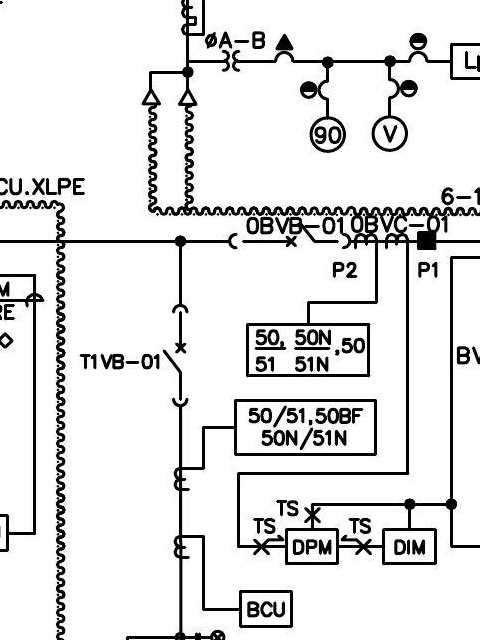 ØA-B
90
V
CU.XLPE
6-1
0BVB-01
0BVC-01
P2
P1
M
RE
50, 50N ,50
51 51N
BV
T1VB-01
50/51,50BF
50N/51N
TS
TS
TS
DPM
DIM
BCU